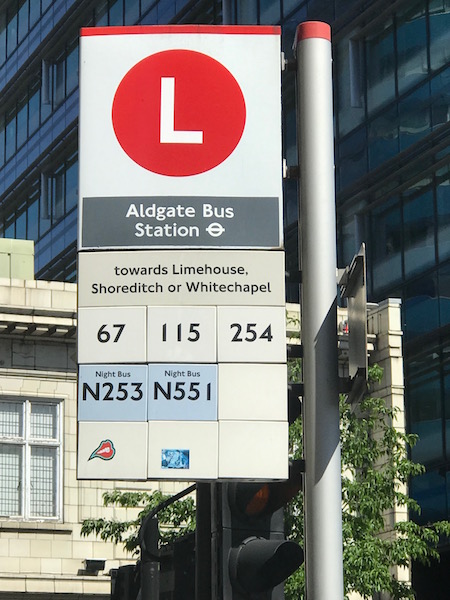 L
Aldgate Bus
Station
towards Limehouse,
Shoreditch or Whitechapel
67 115 254
Night Bus Night Bus
N253 N551